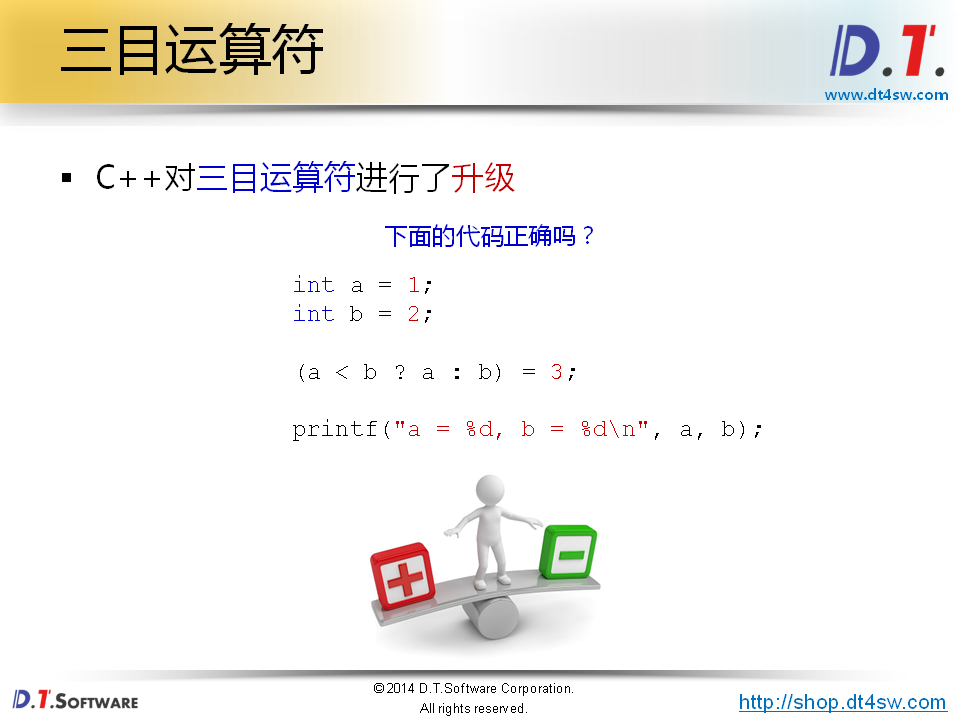 三目运算符
D.T.
www.dt4sw.com
▪ C++对三目运算符进行了升级
下面的代码正确吗？
int a = 1;
int b = 2;
(a < b ? a : b) = 3;
printf("a = %d, b = %d\n", a, b);
D.T.SOFTWARE
©2014 D.T.Software Corporation.
All rights reserved.
http://shop.dt4sw.com